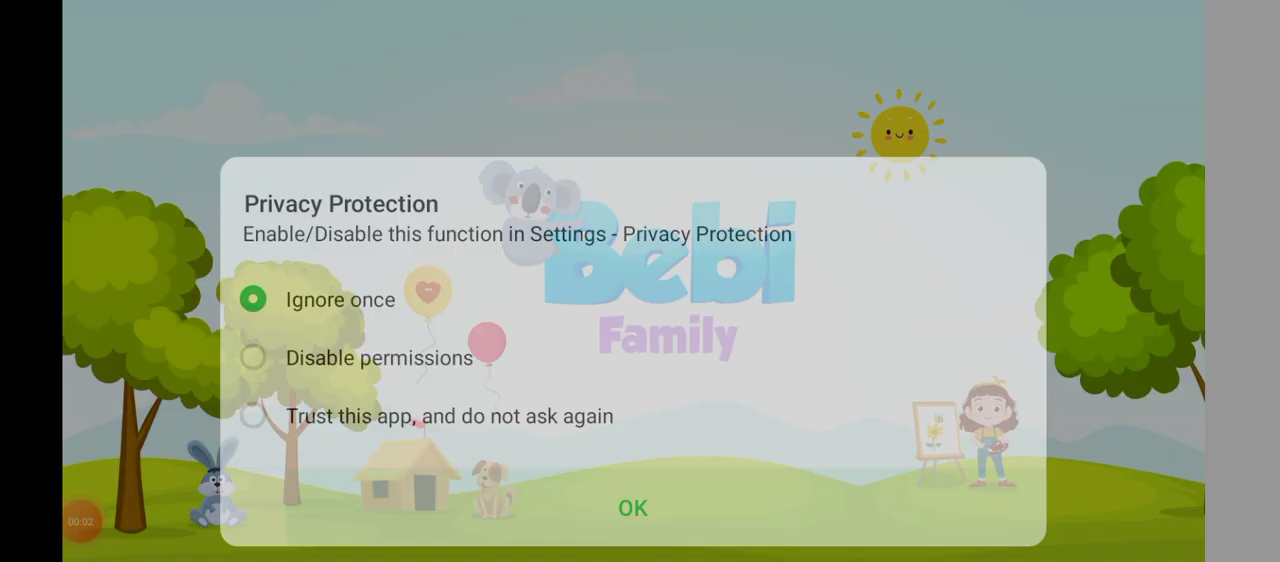 Privacy Protection
Enable/Disable this function in Settings - Privacy Protection
Bebi
Family
Ignore once
Disable permissions
Trust this app, and do not ask again
OK
00:02